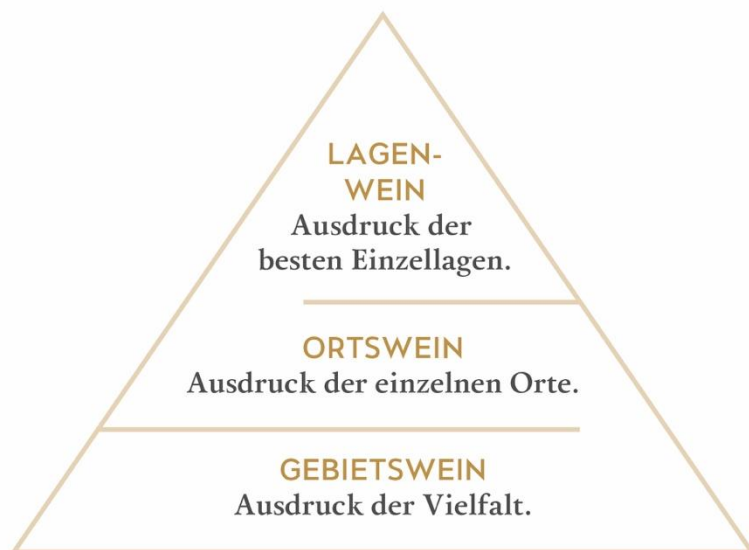 LAGEN-
WEIN
Ausdruck der
besten Einzellagen.
ORTSWEIN
Ausdruck der einzelnen Orte.
GEBIETSWEIN
Ausdruck der Vielfalt.